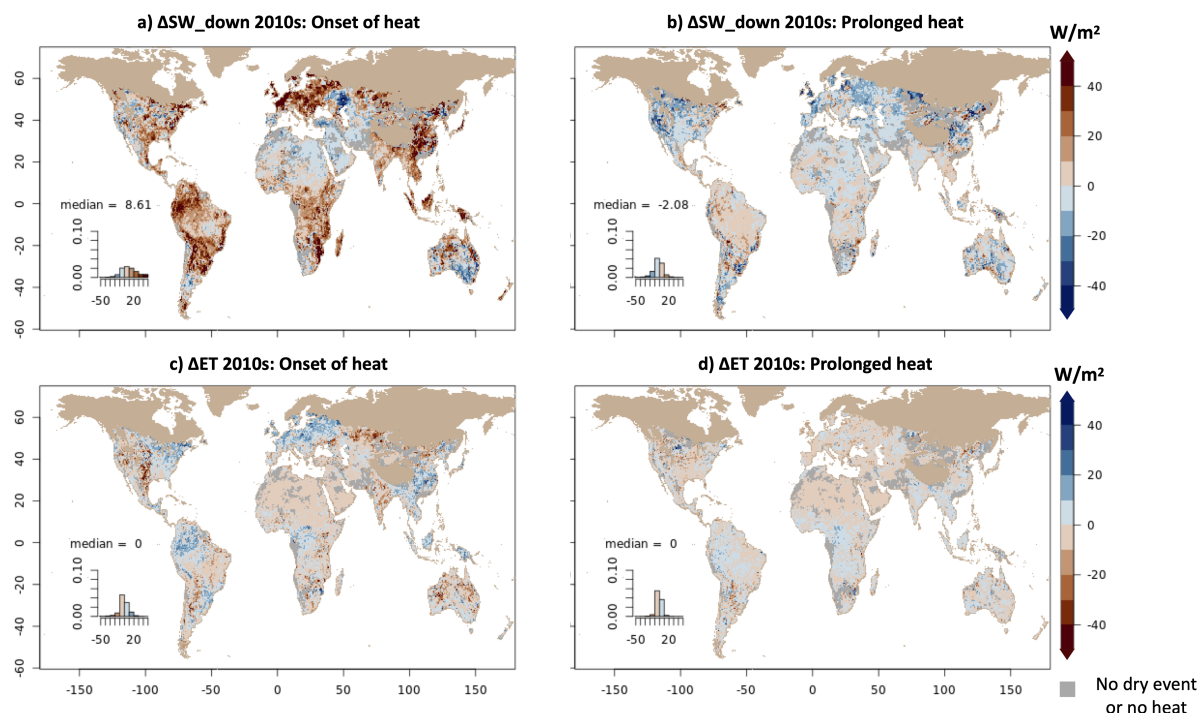 a) ΔSW_down 2010s: Onset of heat
b) ΔSW_down 2010s: Prolonged heat
W/m²
60
40
20
0
-20
-40
-60
median = 8.61
0.10
0.00
-50 20
median = -2.08
0.10
0.00
-50 20
40
20
0
-20
-40
-150 -100 -50 0 50 100 150
c) ΔET 2010s: Onset of heat
d) ΔET 2010s: Prolonged heat
W/m²
60
40
20
0
-20
-40
-60
median = 0
0.10
0.00
-50 20
median = 0
0.10
0.00
-50 20
40
20
0
-20
-40
-150 -100 -50 0 50 100 150
No dry event
or no heat